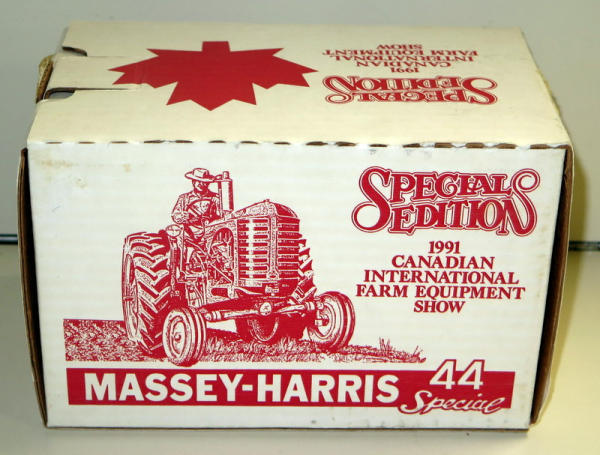 SPECIAL
EDITION
1991
CANADIAN
INTERNATIONAL
FARM EQUIPMENT
SHOW
SPECIAL
EDITION
1991
CANADIAN
INTERNATIONAL
FARM EQUIPMENT
SHOW
MASSEY-HARRIS 44
Special